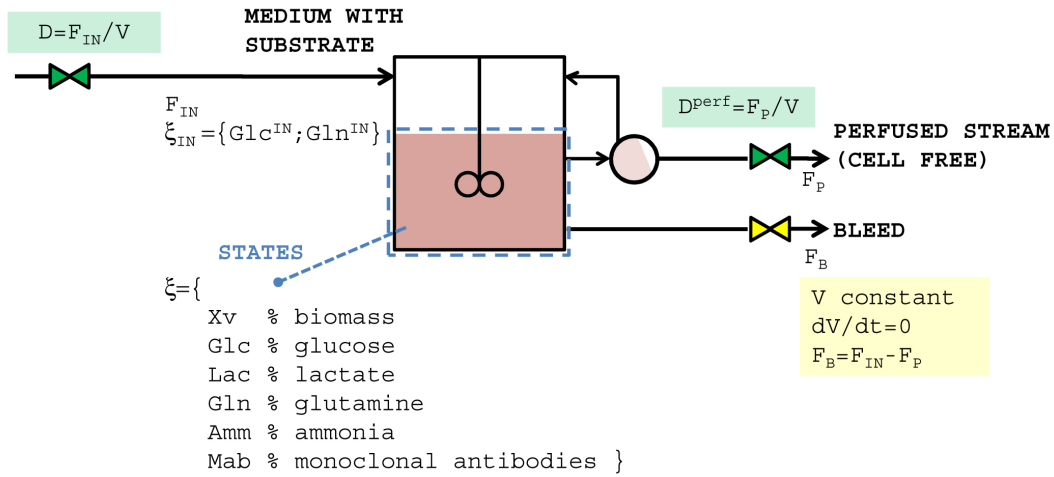 MEDIUM WITH
SUBSTRATE
D=F_IN/V
F_IN
ξ_IN={Glc^IN;Gln^IN}
D^perf=F_P/V
PERFUSED STREAM
(CELL FREE)
F_P
BLEED
F_B
STATES
V constant
dV/dt=0
F_B=F_IN-F_P
ξ={
Xv % biomass
Glc % glucose
Lac % lactate
Gln % glutamine
Amm % ammonia
Mab % monoclonal antibodies }